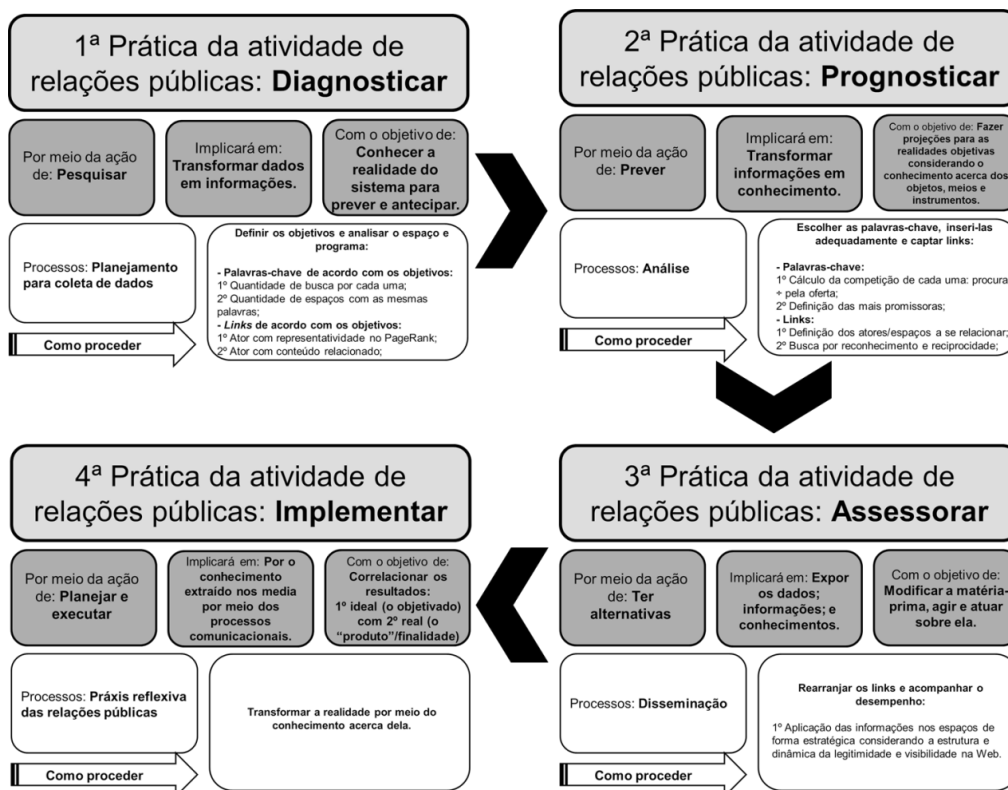 1ª Prática da atividade de
relações públicas: Diagnosticar
Por meio da ação
de: Pesquisar
Implicará em:
Transformar dados
em informações.
Com o objetivo de:
Conhecer a
realidade do
sistema para
prever e antecipar.
Processos: Planejamento
para coleta de dados
Como proceder
Definir os objetivos e analisar o espaço e
programa:
- Palavras-chave de acordo com os objetivos:
1º Quantidade de busca por cada uma;
2º Quantidade de espaços com as mesmas
palavras;
- Links de acordo com os objetivos:
1º Ator com representatividade no PageRank;
2º Ator com conteúdo relacionado;
2ª Prática da atividade de
relações públicas: Prognosticar
Por meio da ação
de: Prever
Implicará em:
Transformar
informações em
conhecimento.
Com o objetivo de: Fazer
projeções para as
realidades objetivas
considerando o
conhecimento acerca dos
objetos, meios e
instrumentos.
Processos: Análise
Como proceder
Escolher as palavras-chave, inseri-las
adequadamente e captar links:
- Palavras-chave:
1º Cálculo da competição de cada uma: procura
÷ pela oferta;
2º Definição das mais promissoras;
- Links:
1º Definição dos atores/espaços a se relacionar;
2º Busca por reconhecimento e reciprocidade;
3ª Prática da atividade de
relações públicas: Assessorar
Por meio da ação
de: Ter
alternativas
Implicará em: Expor
os dados;
informações; e
conhecimentos.
Com o objetivo de:
Modificar a matéria-
prima, agir e atuar
sobre ela.
Processos: Disseminação
Como proceder
Rearranjar os links e acompanhar o
desempenho:
1º Aplicação das informações nos espaços de
forma estratégica considerando a estrutura e
dinâmica da legitimidade e visibilidade na Web.
4ª Prática da atividade de
relações públicas: Implementar
Por meio da ação
de: Planejar e
executar
Implicará em: Por o
conhecimento
extraído nos media
por meio dos
processos
comunicacionais.
Com o objetivo de:
Correlacionar os
resultados:
1º ideal (o objetivado)
com 2º real (o
“produto”/finalidade)
Processos: Práxis reflexiva
das relações públicas
Como proceder
Transformar a realidade por meio do
conhecimento acerca dela.